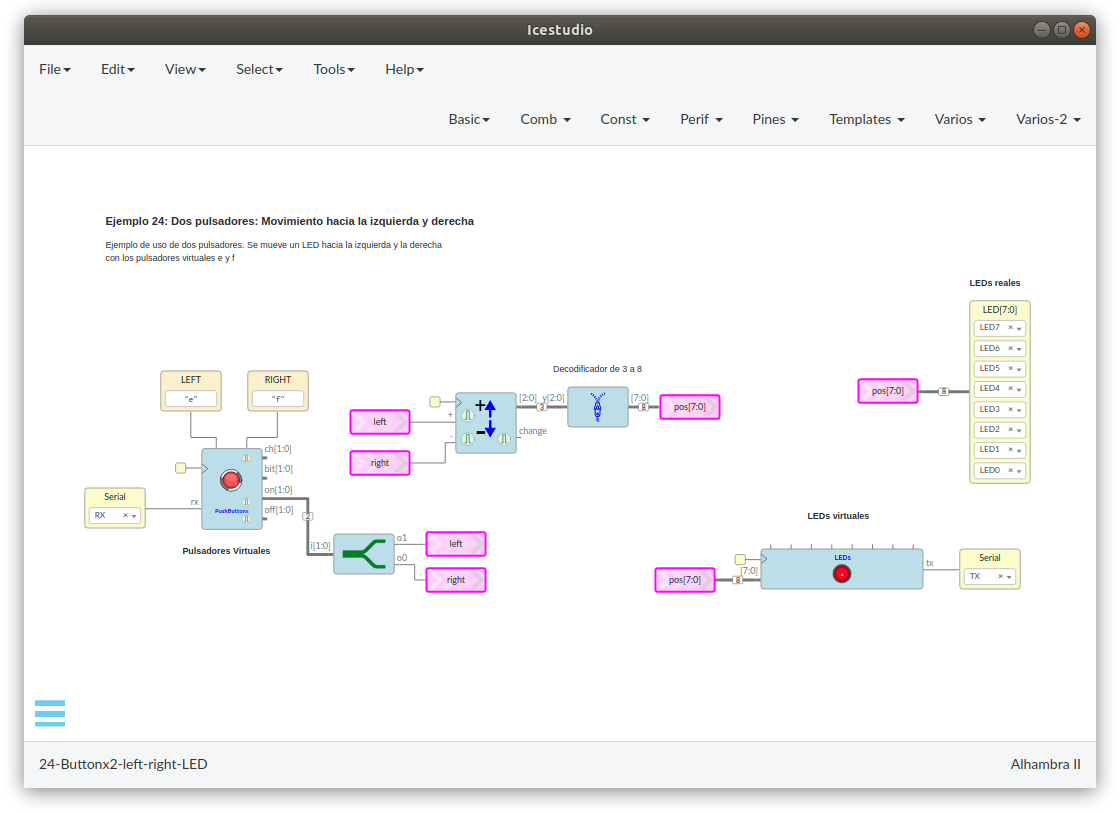 Icestudio
File Edit View Select Tools Help
Basic Comb Const Perif Pines Templates Varios Varios-2
Ejemplo 24: Dos pulsadores: Movimiento hacia la izquierda y derecha
Ejemplo de uso de dos pulsadores. Se mueve un LED hacia la izquierda y la derecha
con los pulsadores virtuales e y f
LEDs reales
LED[7:0]
LED7
LED6
LED5
LED4
LED3
LED2
LED1
LED0
pos[7:0]
8
LEFT
"e"
RIGHT
"f"
ch[1:0]
bit[1:0]
on[1:0]
off[1:0]
PushButtons
rx
Serial
RX
Pulsadores Virtuales
2
i[1:0]
o1
o0
left
right
Decodificador de 3 a 8
left
right
+
-
+
-
[2:0]
3
y[2:0]
change
[7:0]
8
pos[7:0]
LEDs virtuales
LEDs
pos[7:0]
[7:0]
8
tx
Serial
TX
24-Buttonx2-left-right-LED
Alhambra II